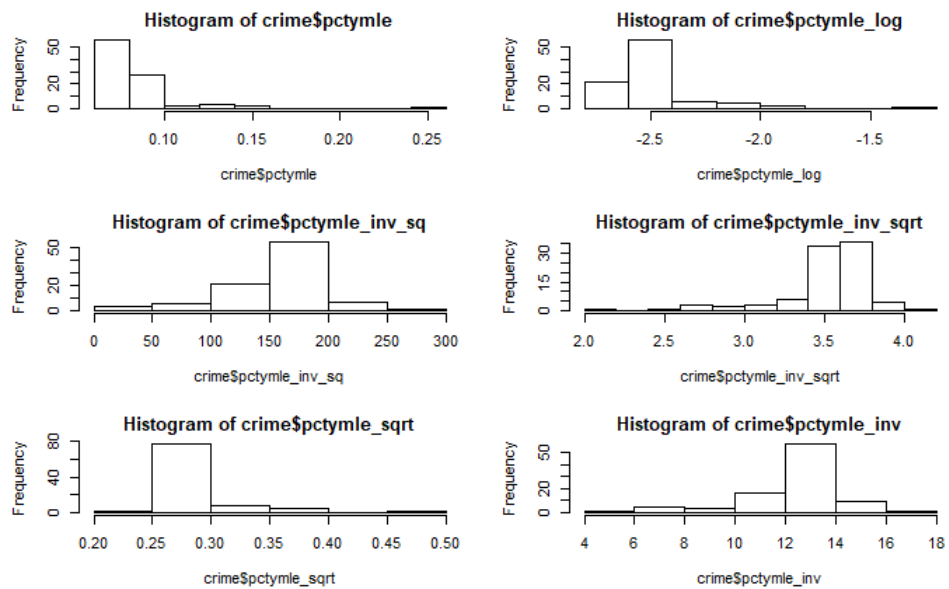 Histogram of crime$pctymle
Frequency
0 20 50
0.10 0.15 0.20 0.25
crime$pctymle
Histogram of crime$pctymle_log
Frequency
0 20 50
-2.5 -2.0 -1.5
crime$pctymle_log
Histogram of crime$pctymle_inv_sq
Frequency
0 20 50
0 50 100 150 200 250 300
crime$pctymle_inv_sq
Histogram of crime$pctymle_inv_sqrt
Frequency
0 15 30
2.0 2.5 3.0 3.5 4.0
crime$pctymle_inv_sqrt
Histogram of crime$pctymle_sqrt
Frequency
0 40 80
0.20 0.25 0.30 0.35 0.40 0.45 0.50
crime$pctymle_sqrt
Histogram of crime$pctymle_inv
Frequency
0 20 50
4 6 8 10 12 14 16 18
crime$pctymle_inv